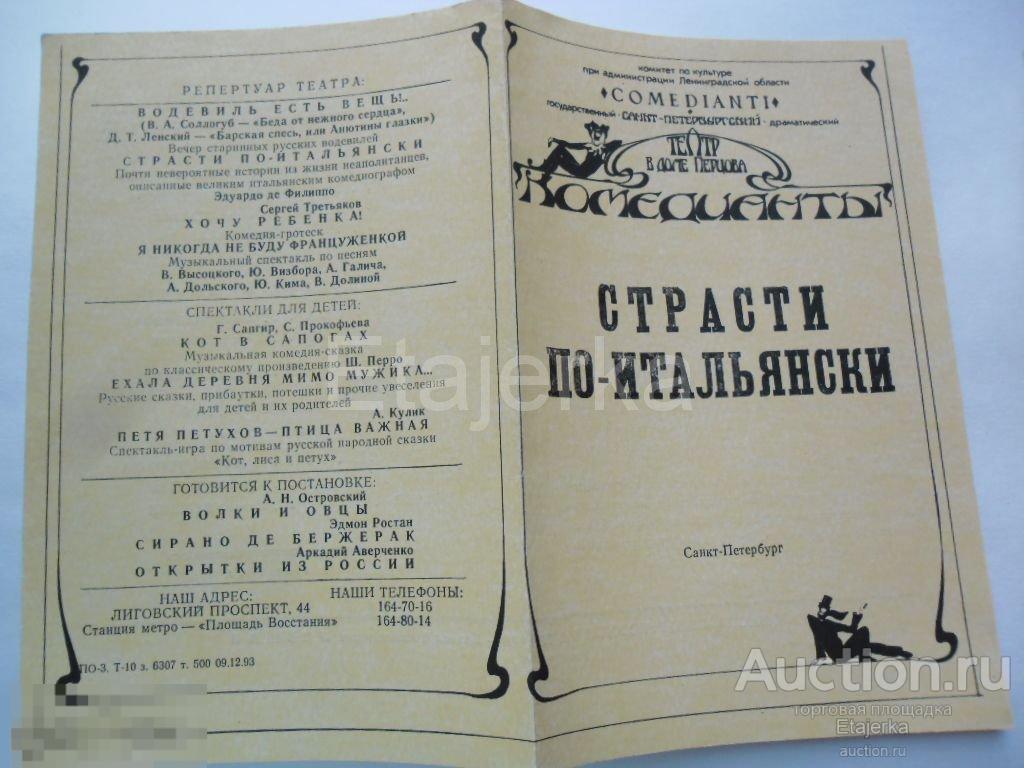 РЕПЕРТУАР ТЕАТРА:
ВОДЕВИЛЬ ЕСТЬ ВЕЩЬ!..
(В. А. Соллогуб — «Беда от нежного сердца»,
Д. Т. Ленский — «Барская спесь, или Анютины глазки»)
Вечер старинных русских водевилей
СТРАСТИ ПО-ИТАЛЬЯНСКИ
Почти невероятные истории из жизни неаполитанцев,
описанные великим итальянским комедиографом
Эдуардо де Филиппо
Сергей Третьяков
ХОЧУ РЕБЕНКА!
Комедия-гротеск
Я НИКОГДА НЕ БУДУ ФРАНЦУЖЕНКОЙ
Музыкальный спектакль по песням
В. Высоцкого, Ю. Визбора, А. Галича,
А. Дольского, Ю. Кима, В. Долиной
СПЕКТАКЛИ ДЛЯ ДЕТЕЙ:
Г. Сапгир, С. Прокофьева
КОТ В САПОГАХ
Музыкальная комедия-сказка
по классическому произведению Ш. Перро
ЕХАЛА ДЕРЕВНЯ МИМО МУЖИКА...
Русские сказки, прибаутки, потешки и прочие увеселения
для детей и их родителей
А. Кулик
ПЕТЯ ПЕТУХОВ—ПТИЦА ВАЖНАЯ
Спектакль-игра по мотивам русской народной сказки
«Кот, лиса и петух»
ГОТОВИТСЯ К ПОСТАНОВКЕ:
А. Н. Островский
ВОЛКИ И ОВЦЫ
Эдмон Ростан
СИРАНО ДЕ БЕРЖЕРАК
Аркадий Аверченко
ОТКРЫТКИ ИЗ РОССИИ
НАШ АДРЕС:
ЛИГОВСКИЙ ПРОСПЕКТ, 44
Станция метро — «Площадь Восстания»
НАШИ ТЕЛЕФОНЫ:
164-70-16
164-80-14
ПО-3. Т-10 з. 6307 т. 500 09.12.93
комитет по культуре
при администрации Ленинградской области
COMEDIANTI
государственный САНКТ-ПЕТЕРБУРГСКИЙ драматический
ТЕАТР
В ДОМЕ ПЕРЦОВА
КОМЕДИАНТЫ
СТРАСТИ
ПО-ИТАЛЬЯНСКИ
Санкт-Петербург
Etajerka
Auction.ru
торговая площадка
Etajerka
auction.ru